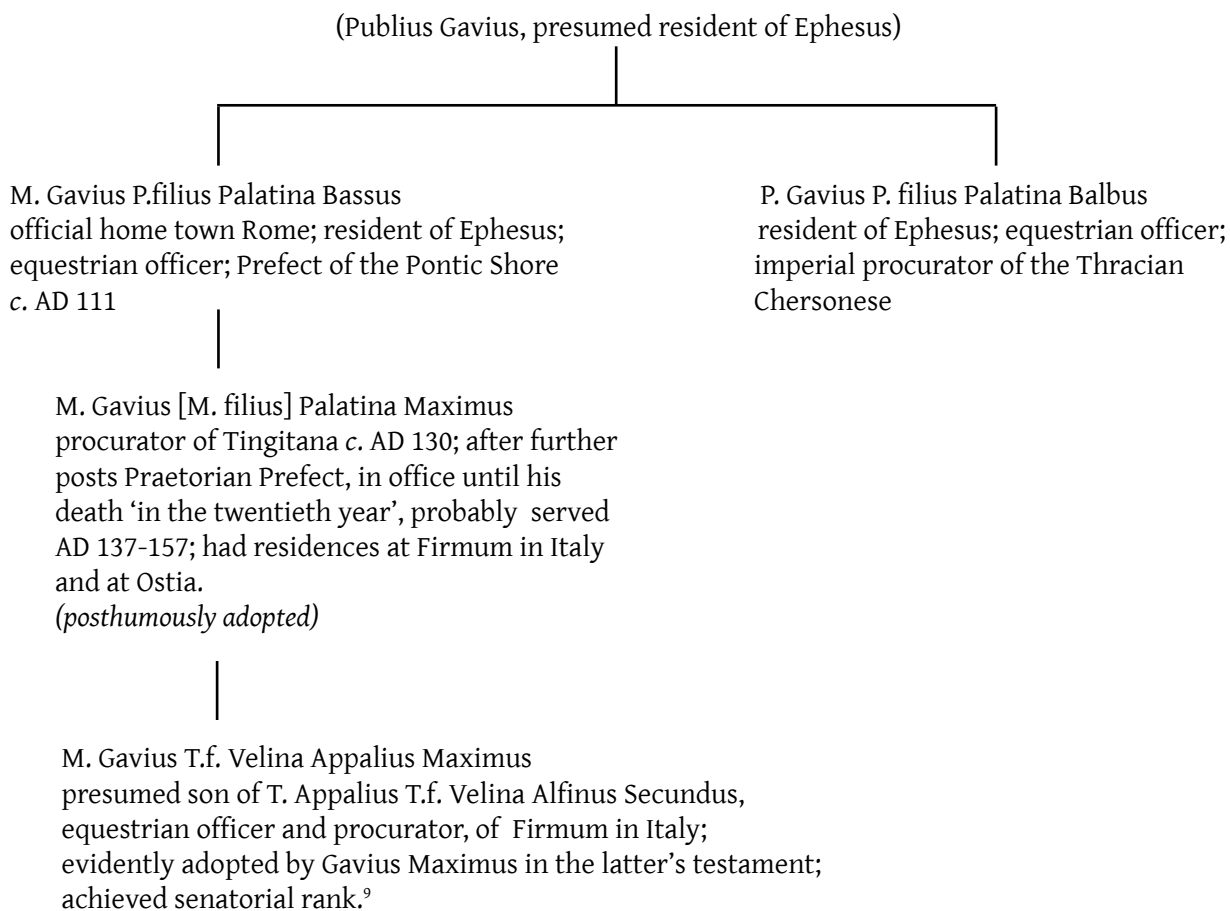 (Publius Gavius, presumed resident of Ephesus)
M. Gavius P.filius Palatina Bassus
official home town Rome; resident of Ephesus;
equestrian officer; Prefect of the Pontic Shore
c. AD 111
P. Gavius P. filius Palatina Balbus
resident of Ephesus; equestrian officer;
imperial procurator of the Thracian
Chersonese
M. Gavius [M. filius] Palatina Maximus
procurator of Tingitana c. AD 130; after further
posts Praetorian Prefect, in office until his
death ‘in the twentieth year’, probably served
AD 137-157; had residences at Firmum in Italy
and at Ostia.
(posthumously adopted)
M. Gavius T.f. Velina Appalius Maximus
presumed son of T. Appalius T.f. Velina Alfinus Secundus,
equestrian officer and procurator, of Firmum in Italy;
evidently adopted by Gavius Maximus in the latter’s testament;
achieved senatorial rank.⁹